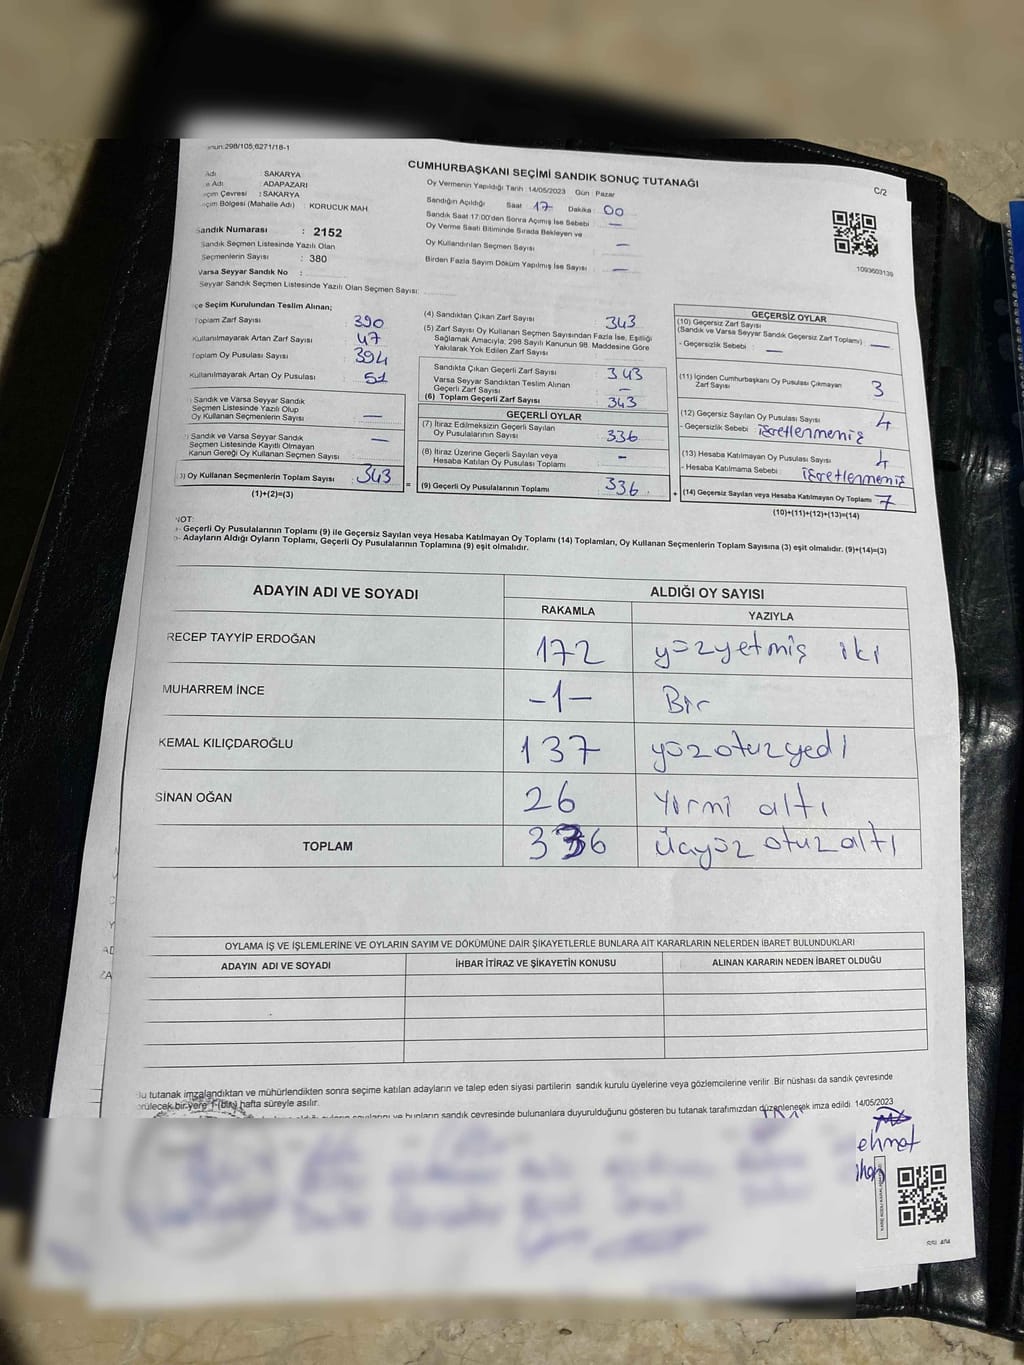 298/105,6271/18-1
CUMHURBAŞKANI SEÇİMİ SANDIK SONUÇ TUTANAĞI
C/2
Adı : SAKARYA
Adı : ADAPAZARI
Çevresi : SAKARYA
Bölgesi (Mahalle Adı) : KORUCUK MAH.
Sandık Numarası : 2152
Sandık Seçmen Listesinde Yazılı Olan
Seçmenlerin Sayısı : 380
Varsa Seyyar Sandık No :
Seyyar Sandık Seçmen Listesinde Yazılı Olan Seçmen Sayısı:
Oy Vermenin Yapıldığı Tarih 14/05/2023 Gün : Pazar
Sandığın Açıldığı Saat : 17 Dakika : 00
Sandık Saat 17:00'den Sonra Açımış İse Sebebi : —
Oy Verme Saati Bitiminde Sırada Bekleyen ve
Oy Kullandırılan Seçmen Sayısı : —
Birden Fazla Sayım Döküm Yapılmış İse Sayısı : —
1093603139
Seçim Kurulundan Teslim Alınan;
Toplam Zarf Sayısı : 390
Kullanılmayarak Artan Zarf Sayısı : 47
Toplam Oy Pusulası Sayısı : 394
Kullanılmayarak Artan Oy Pusulası : 51
Sandık ve Varsa Seyyar Sandık
Seçmen Listesinde Yazılı Olup
Oy Kullanan Seçmenlerin Sayısı : —
Sandık ve Varsa Seyyar Sandık
Seçmen Listesinde Kayıtlı Olmayan
Kanun Gereği Oy Kullanan Seçmen Sayısı : —
Oy Kullanan Seçmenlerin Toplam Sayısı : 343
(1)+(2)=(3)
(4) Sandıktan Çıkan Zarf Sayısı : 343
(5) Zarf Sayısı Oy Kullanan Seçmen Sayısından Fazla İse, Eşitliği
Sağlamak Amacıyla; 298 Sayılı Kanunun 98. Maddesine Göre
Yakılarak Yok Edilen Zarf Sayısı
Sandıkta Çıkan Geçerli Zarf Sayısı : 343
Varsa Seyyar Sandıktan Teslim Alınan
Geçerli Zarf Sayısı : —
(6) Toplam Geçerli Zarf Sayısı : 343
GEÇERLİ OYLAR
(7) İtiraz Edilmeksizin Geçerli Sayılan
Oy Pusulalarının Sayısı : 336
(8) İtiraz Üzerine Geçerli Sayılan veya
Hesaba Katılan Oy Pusulası Toplamı : -
= (9) Geçerli Oy Pusulalarının Toplamı : 336
GEÇERSİZ OYLAR
(10) Geçersiz Zarf Sayısı
(Sandık ve Varsa Seyyar Sandık Geçersiz Zarf Toplamı) : —
- Geçersizlik Sebebi : —
(11) İçinden Cumhurbaşkanı Oy Pusulası Çıkmayan
Zarf Sayısı : 3
(12) Geçersiz Sayılan Oy Pusulası Sayısı : 4
- Geçersizlik Sebebi : işretlenmeniş
(13) Hesaba Katılmayan Oy Pusulası Sayısı : 4
- Hesaba Katılmama Sebebi : işretlenmeniş
+ (14) Geçersiz Sayılan veya Hesaba Katılmayan Oy Toplamı : 7
(10)+(11)+(12)+(13)=(14)
NOT:
- Geçerli Oy Pusulalarının Toplamı (9) ile Geçersiz Sayılan veya Hesaba Katılmayan Oy Toplamı (14) Toplamları, Oy Kullanan Seçmenlerin Toplam Sayısına (3) eşit olmalıdır. (9)+(14)=(3)
- Adayların Aldığı Oyların Toplamı, Geçerli Oy Pusulalarının Toplamına (9) eşit olmalıdır.
ADAYIN ADI VE SOYADI ALDIĞI OY SAYISI
RAKAMLA YAZIYLA
RECEP TAYYİP ERDOĞAN 172 yüzyetmiş iki
MUHARREM İNCE -1- Bir
KEMAL KILIÇDAROĞLU 137 yüzotuzyedi
SİNAN OĞAN 26 Yirmi altı
TOPLAM 336 Üçyüz otuzaltı
OYLAMA İŞ VE İŞLEMLERİNE VE OYLARIN SAYIM VE DÖKÜMÜNE DAİR ŞİKAYETLERLE BUNLARA AİT KARARLARIN NELERDEN İBARET BULUNDUKLARI
ADAYIN ADI VE SOYADI İHBAR İTİRAZ VE ŞİKAYETİN KONUSU ALINAN KARARIN NEDEN İBARET OLDUĞU
Bu tutanak imzalandıktan ve mühürlendikten sonra seçime katılan adayların ve talep eden siyasi partilerin sandık kurulu üyelerine veya gözlemcilerine verilir. Bir nüshası da sandık çevresinde
bir yere 1 (bir) hafta süreyle asılır.
sandık çevresinde bulunanlara duyurulduğunu gösteren bu tutanak tarafımızdan düzenlenerek imza edildi. 14/05/2023
ehmet